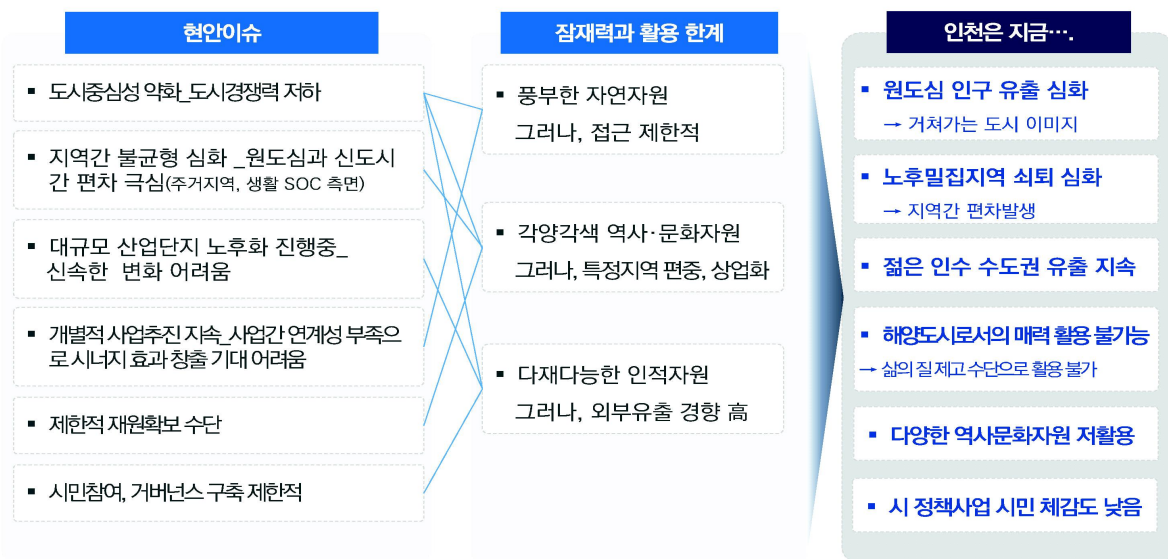 현안이슈
▪ 도시중심성 약화_도시경쟁력 저하
▪ 지역간 불균형 심화 _원도심과 신도시
간 편차 극심(주거지역, 생활 SOC 측면)
▪ 대규모 산업단지 노후화 진행중_
신속한 변화 어려움
▪ 개별적 사업추진 지속_사업간 연계성 부족으
로 시너지 효과 창출 기대 어려움
▪ 제한적 재원확보 수단
▪ 시민참여, 거버넌스 구축 제한적
잠재력과 활용 한계
▪ 풍부한 자연자원
그러나, 접근 제한적
▪ 각양각색 역사·문화자원
그러나, 특정지역 편중, 상업화
▪ 다재다능한 인적자원
그러나, 외부유출 경향 高
인천은 지금….
▪ 원도심 인구 유출 심화
→ 거쳐가는 도시 이미지
▪ 노후밀집지역 쇠퇴 심화
→ 지역간 편차발생
▪ 젊은 인수 수도권 유출 지속
▪ 해양도시로서의 매력 활용 불가능
→ 삶의 질 제고 수단으로 활용 불가
▪ 다양한 역사문화자원 저활용
▪ 시 정책사업 시민 체감도 낮음